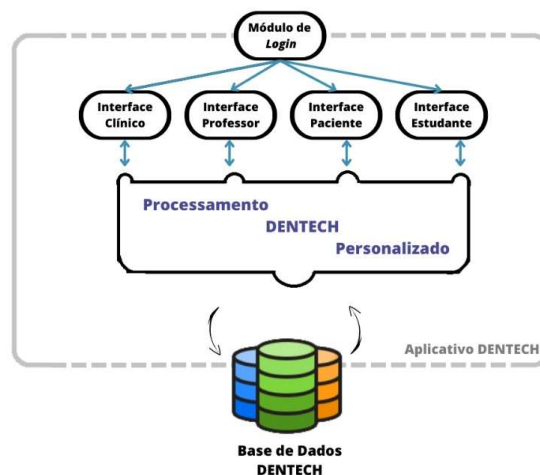 Módulo de
Login
Interface
Clínico
Interface
Professor
Interface
Paciente
Interface
Estudante
Processamento
DENTECH
Personalizado
Aplicativo DENTECH
Base de Dados
DENTECH